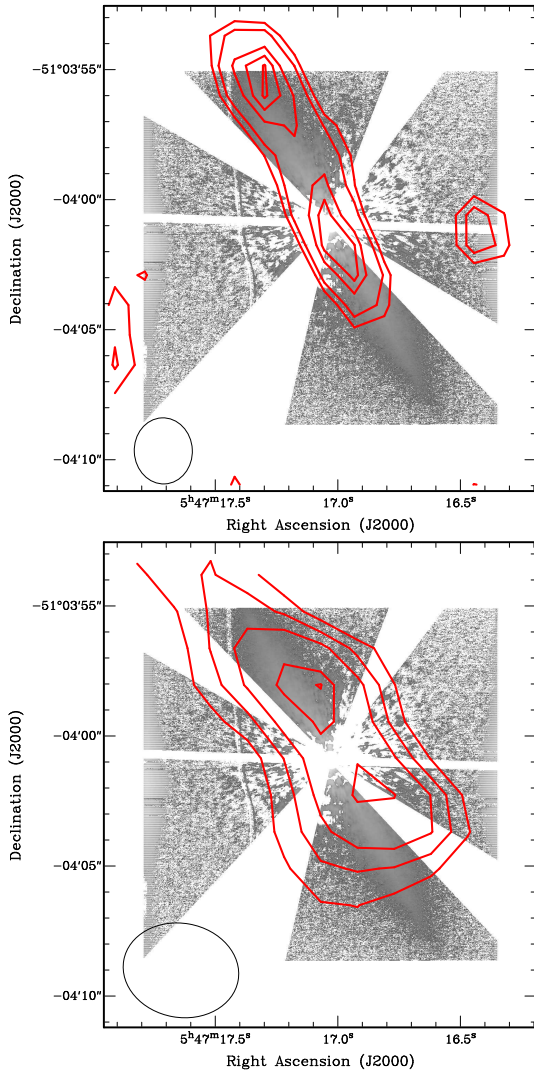 −51°03′55″
−04′00″
−04′05″
−04′10″
Declination (J2000)
5ʰ47ᵐ17.5ˢ
17.0ˢ
16.5ˢ
Right Ascension (J2000)
−51°03′55″
−04′00″
−04′05″
−04′10″
Declination (J2000)
5ʰ47ᵐ17.5ˢ
17.0ˢ
16.5ˢ
Right Ascension (J2000)